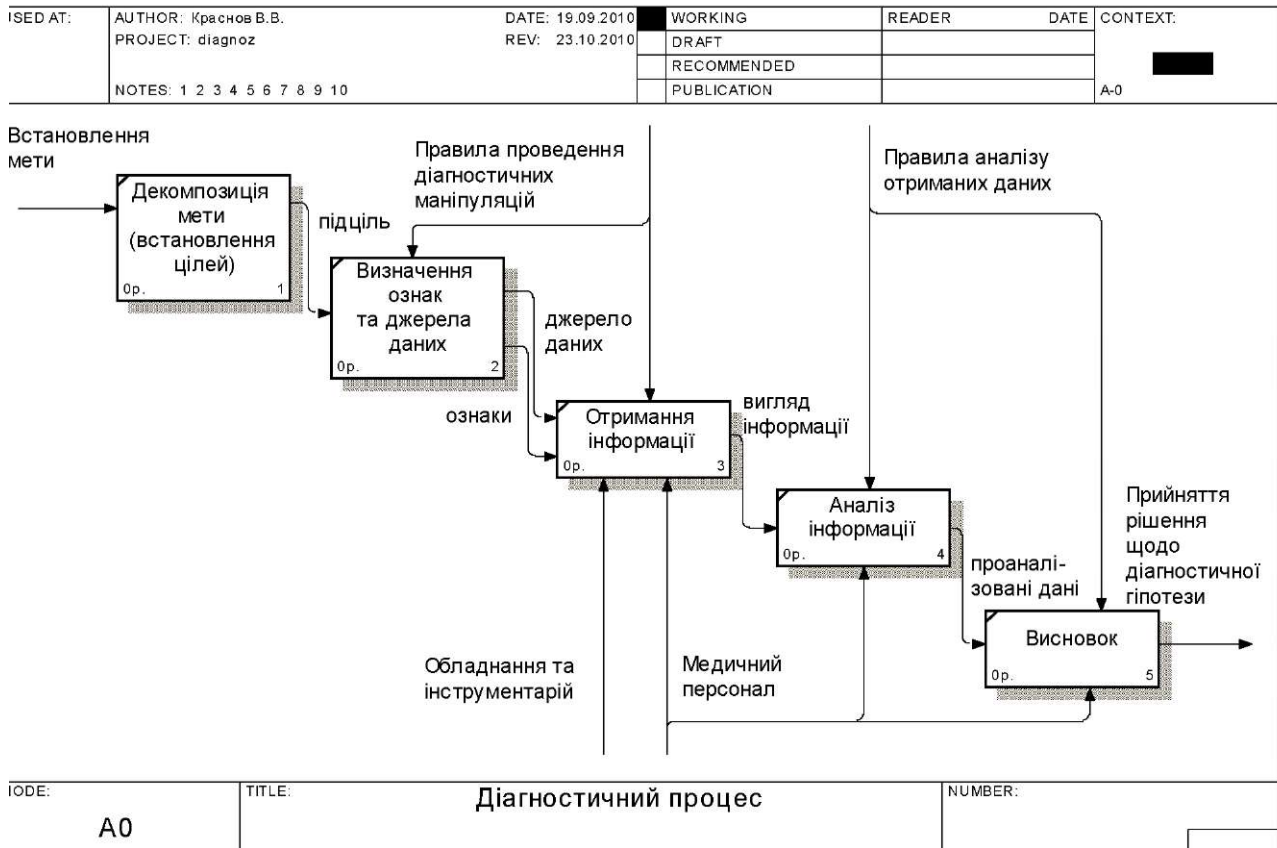 ISED AT:
AUTHOR: Краснов В.В.
DATE: 19.09.2010
WORKING
READER
DATE
CONTEXT:
PROJECT: diagnoz
REV: 23.10.2010
DRAFT
RECOMMENDED
NOTES: 1 2 3 4 5 6 7 8 9 10
PUBLICATION
A-0
Встановлення
мети
Декомпозиція
мети
(встановлення
цілей)
0р.
1
підціль
Правила проведення
діагностичних
маніпуляцій
Правила аналізу
отриманих даних
Визначення
ознак
та джерела
даних
0р.
2
джерело
даних
ознаки
Отримання
інформації
0р.
3
вигляд
інформації
Аналіз
інформації
0р.
4
проаналі-
зовані дані
Прийняття
рішення
щодо
діагностичної
гіпотези
Висновок
0р.
5
Обладнання та
інструментарій
Медичний
персонал
IODE:
A0
TITLE:
Діагностичний процес
NUMBER: